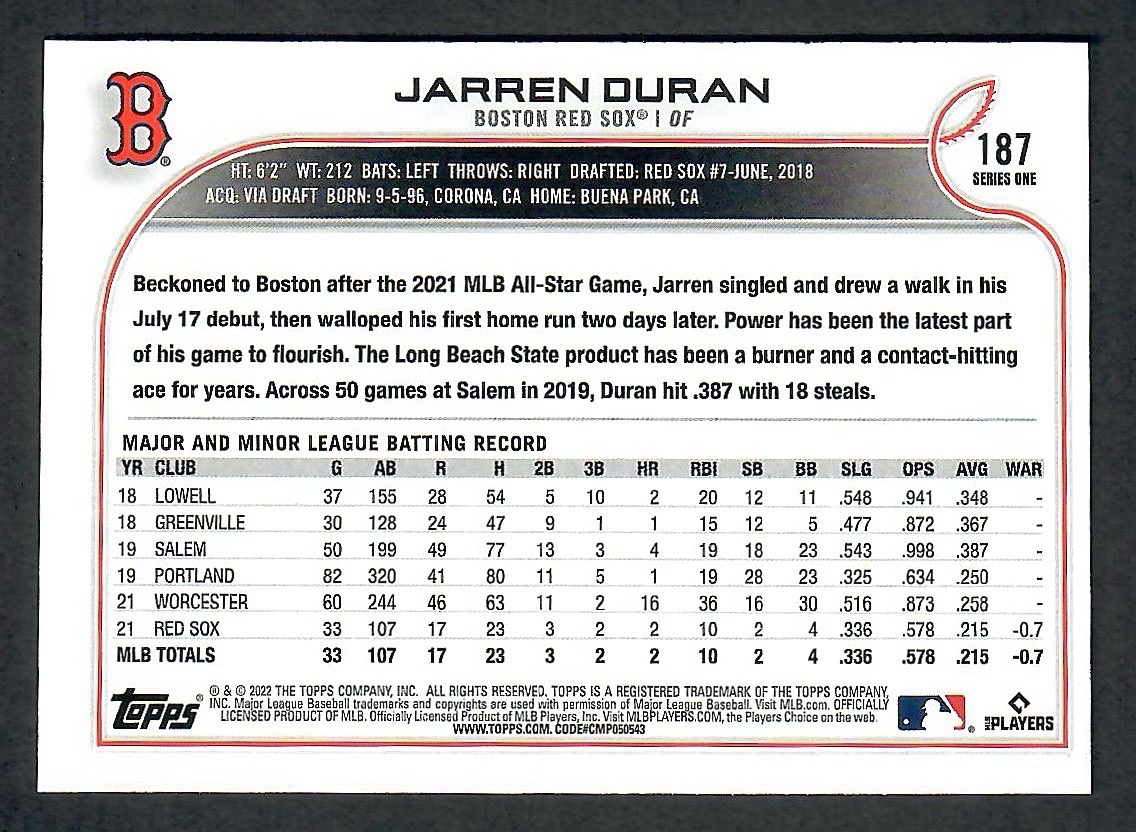 B®
JARREN DURAN
BOSTON RED SOX® | OF
187
SERIES ONE
HT: 6'2" WT: 212 BATS: LEFT THROWS: RIGHT DRAFTED: RED SOX #7-JUNE, 2018
ACQ: VIA DRAFT BORN: 9-5-96, CORONA, CA HOME: BUENA PARK, CA
Beckoned to Boston after the 2021 MLB All-Star Game, Jarren singled and drew a walk in his
July 17 debut, then walloped his first home run two days later. Power has been the latest part
of his game to flourish. The Long Beach State product has been a burner and a contact-hitting
ace for years. Across 50 games at Salem in 2019, Duran hit .387 with 18 steals.
MAJOR AND MINOR LEAGUE BATTING RECORD
YR CLUB G AB R H 2B 3B HR RBI SB BB SLG OPS AVG WAR
18 LOWELL 37 155 28 54 5 10 2 20 12 11 .548 .941 .348 -
18 GREENVILLE 30 128 24 47 9 1 1 15 12 5 .477 .872 .367 -
19 SALEM 50 199 49 77 13 3 4 19 18 23 .543 .998 .387 -
19 PORTLAND 82 320 41 80 11 5 1 19 28 23 .325 .634 .250 -
21 WORCESTER 60 244 46 63 11 2 16 36 16 30 .516 .873 .258 -
21 RED SOX 33 107 17 23 3 2 2 10 2 4 .336 .578 .215 -0.7
MLB TOTALS 33 107 17 23 3 2 2 10 2 4 .336 .578 .215 -0.7
Topps®
® & © 2022 THE TOPPS COMPANY, INC. ALL RIGHTS RESERVED. TOPPS IS A REGISTERED TRADEMARK OF THE TOPPS COMPANY,
INC. Major League Baseball trademarks and copyrights are used with permission of Major League Baseball. Visit MLB.com. OFFICIALLY
LICENSED PRODUCT OF MLB. Officially Licensed Product of MLB Players, Inc. Visit MLBPLAYERS.COM, the Players Choice on the web.
WWW.TOPPS.COM. CODE#CMP050543
MLB PLAYERS